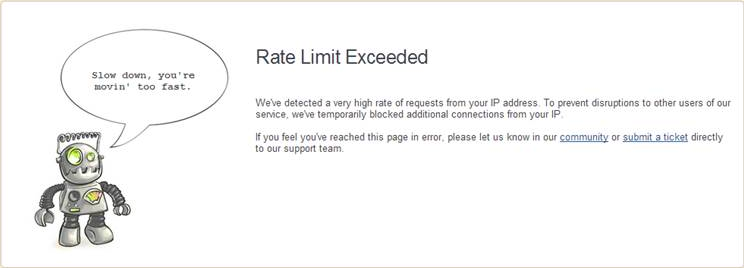 Slow down, you're
movin' too fast.
Rate Limit Exceeded
We've detected a very high rate of requests from your IP address. To prevent disruptions to other users of our
service, we've temporarily blocked additional connections from your IP.
If you feel you've reached this page in error, please let us know in our community or submit a ticket directly
to our support team.